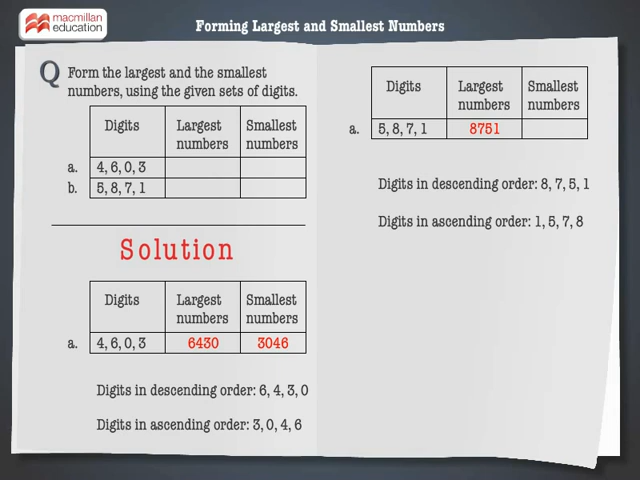 macmillan
education
Forming Largest and Smallest Numbers
Q Form the largest and the smallest
numbers, using the given sets of digits.
Digits Largest numbers Smallest numbers
a. 4, 6, 0, 3
b. 5, 8, 7, 1
Solution
Digits Largest numbers Smallest numbers
a. 4, 6, 0, 3 6430 3046
Digits in descending order: 6, 4, 3, 0
Digits in ascending order: 3, 0, 4, 6
Digits Largest numbers Smallest numbers
a. 5, 8, 7, 1 8751
Digits in descending order: 8, 7, 5, 1
Digits in ascending order: 1, 5, 7, 8